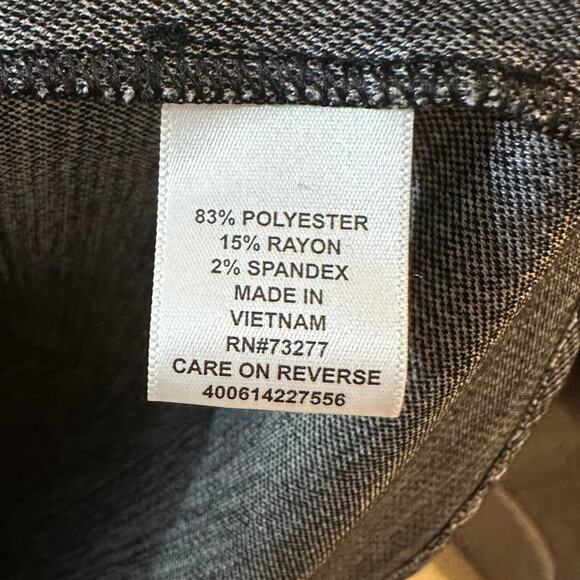 83% POLYESTER
15% RAYON
2% SPANDEX
MADE IN
VIETNAM
RN#73277
CARE ON REVERSE
400614227556